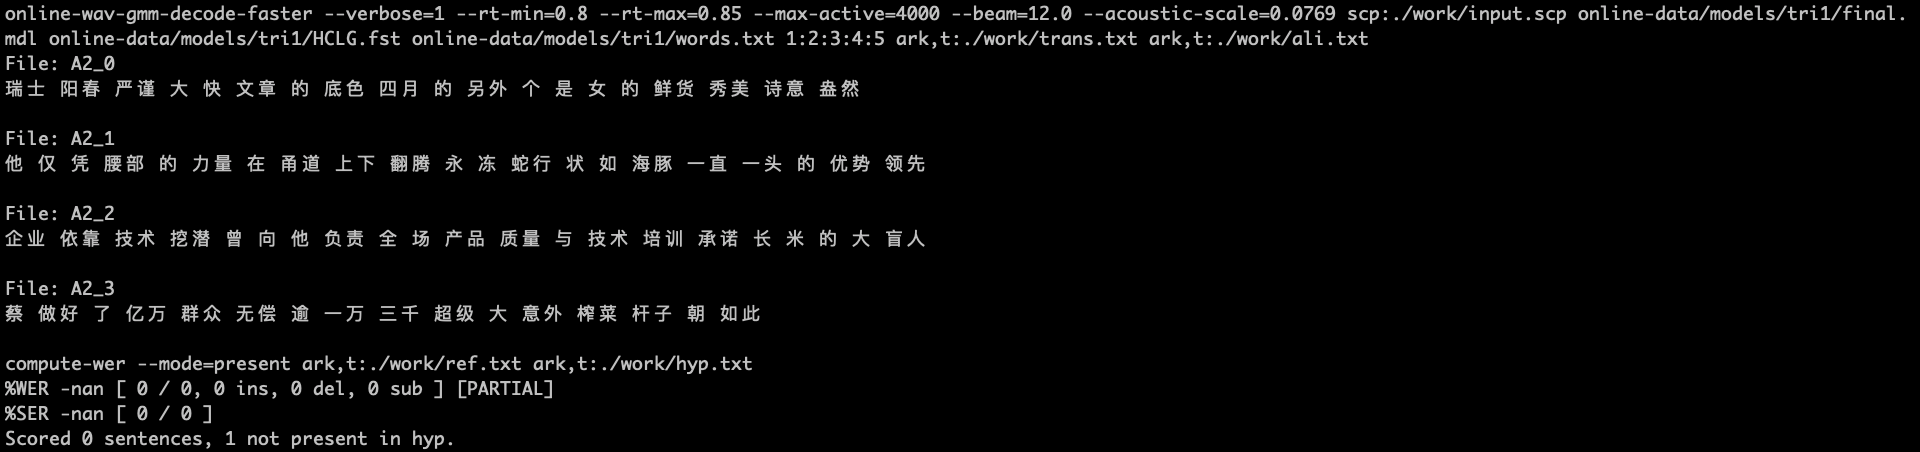 online-wav-gmm-decode-faster --verbose=1 --rt-min=0.8 --rt-max=0.85 --max-active=4000 --beam=12.0 --acoustic-scale=0.0769 scp:./work/input.scp online-data/models/tri1/final.
mdl online-data/models/tri1/HCLG.fst online-data/models/tri1/words.txt 1:2:3:4:5 ark,t:./work/trans.txt ark,t:./work/ali.txt
File: A2_0
瑞士 阳春 严谨 大 快 文章 的 底色 四月 的 另外 个 是 女 的 鲜货 秀美 诗意 盎然
File: A2_1
他 仅 凭 腰部 的 力量 在 甬道 上下 翻腾 永 冻 蛇行 状 如 海豚 一直 一头 的 优势 领先
File: A2_2
企业 依靠 技术 挖潜 曾 向 他 负责 全 场 产品 质量 与 技术 培训 承诺 长 米 的 大 盲人
File: A2_3
蔡 做好 了 亿万 群众 无偿 逾 一万 三千 超级 大 意外 榨菜 杆子 朝 如此
compute-wer --mode=present ark,t:./work/ref.txt ark,t:./work/hyp.txt
%WER -nan [ 0 / 0, 0 ins, 0 del, 0 sub ] [PARTIAL]
%SER -nan [ 0 / 0 ]
Scored 0 sentences, 1 not present in hyp.